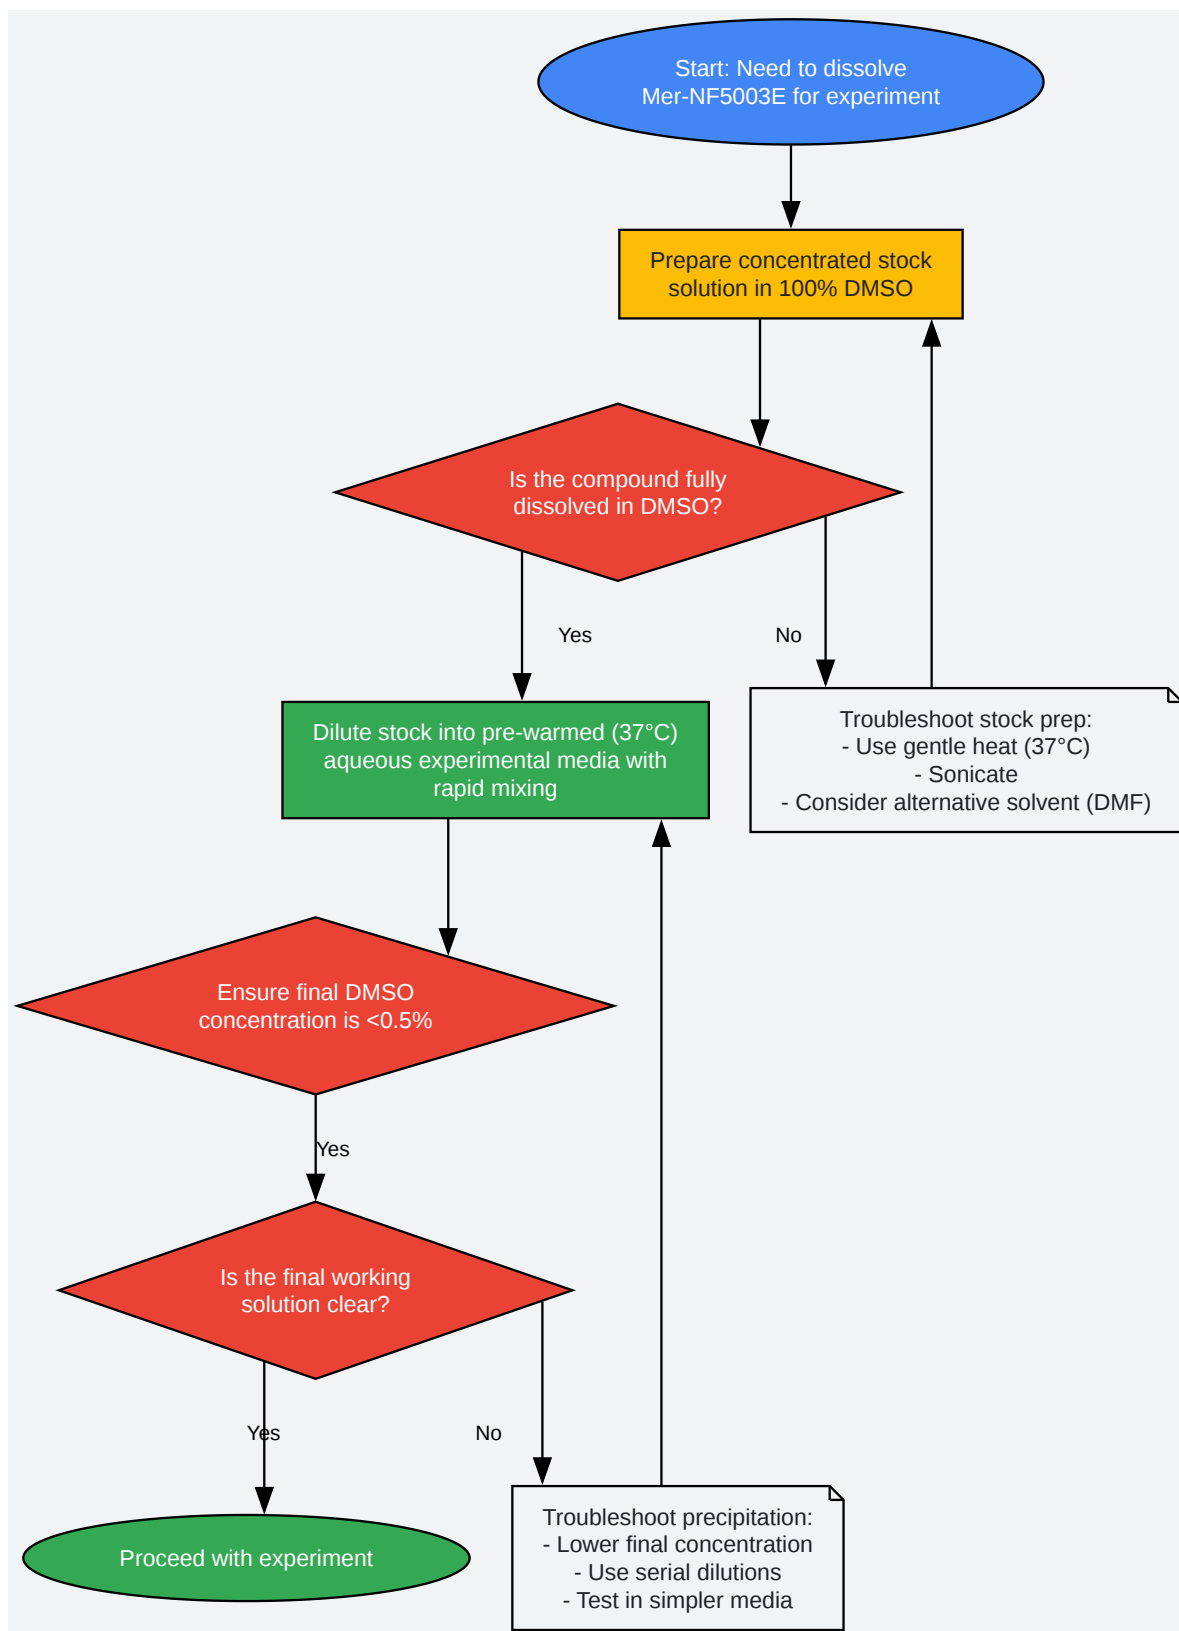 Start: Need to dissolve
Mer-NF5003E for experiment
Prepare concentrated stock
solution in 100% DMSO
Is the compound fully
dissolved in DMSO?
Yes
No
Dilute stock into pre-warmed (37°C)
aqueous experimental media with
rapid mixing
Troubleshoot stock prep:
- Use gentle heat (37°C)
- Sonicate
- Consider alternative solvent (DMF)
Ensure final DMSO
concentration is <0.5%
Yes
Is the final working
solution clear?
Yes
No
Proceed with experiment
Troubleshoot precipitation:
- Lower final concentration
- Use serial dilutions
- Test in simpler media